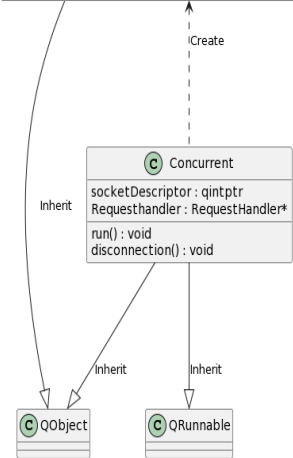 Create
C Concurrent
socketDescriptor : qintptr
Requesthandler : RequestHandler*
run() : void
disconnection() : void
Inherit
Inherit
Inherit
C QObject
C QRunnable